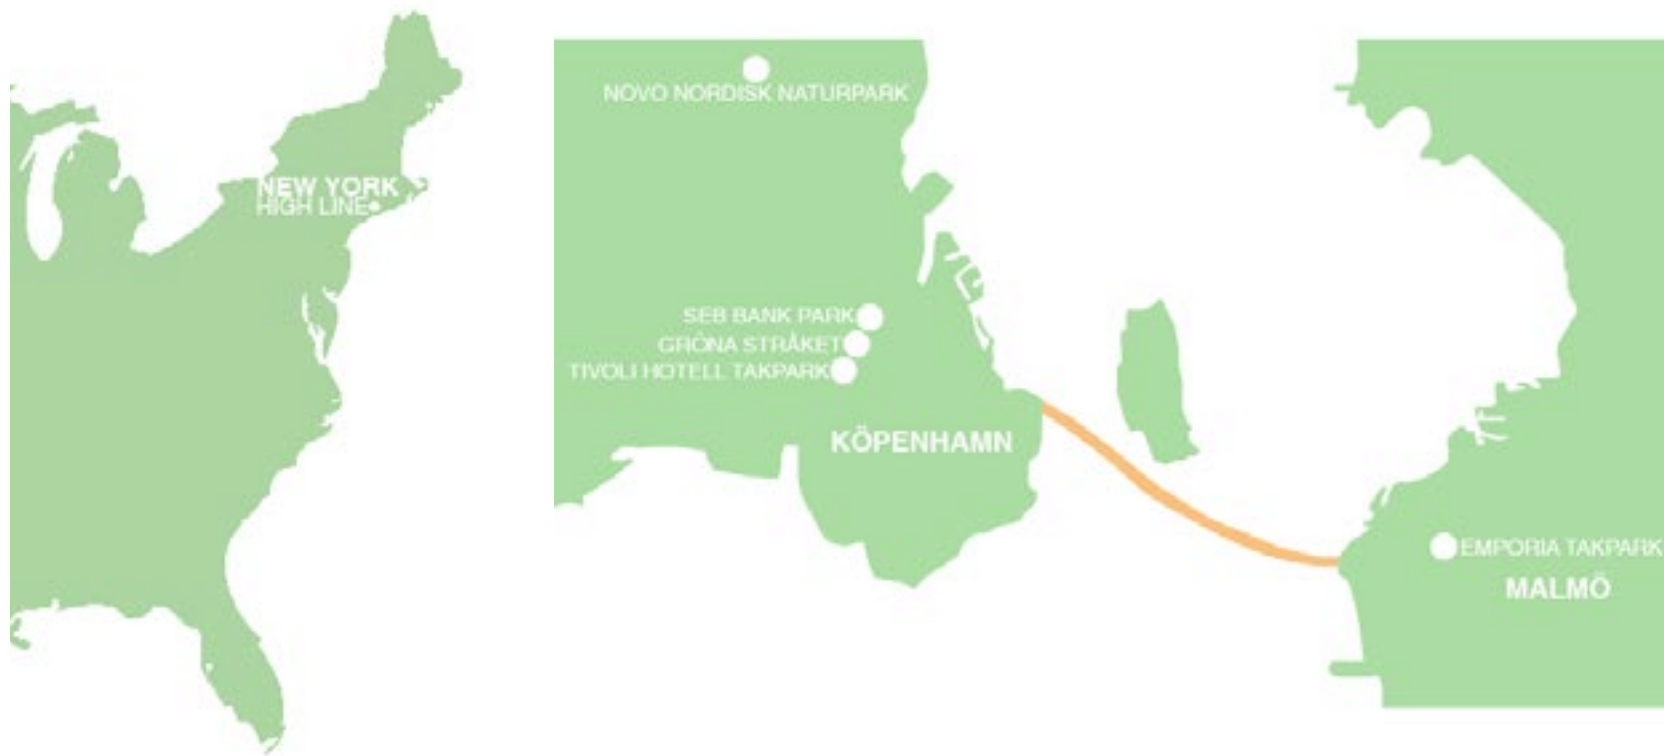 NEW YORK
HIGH LINE
NOVO NORDISK NATURPARK
SEB BANK PARK
GRÖNA STRÅKET
TIVOLI HOTELL TAKPARK
KÖPENHAMN
EMPORIA TAKPARK
MALMÖ